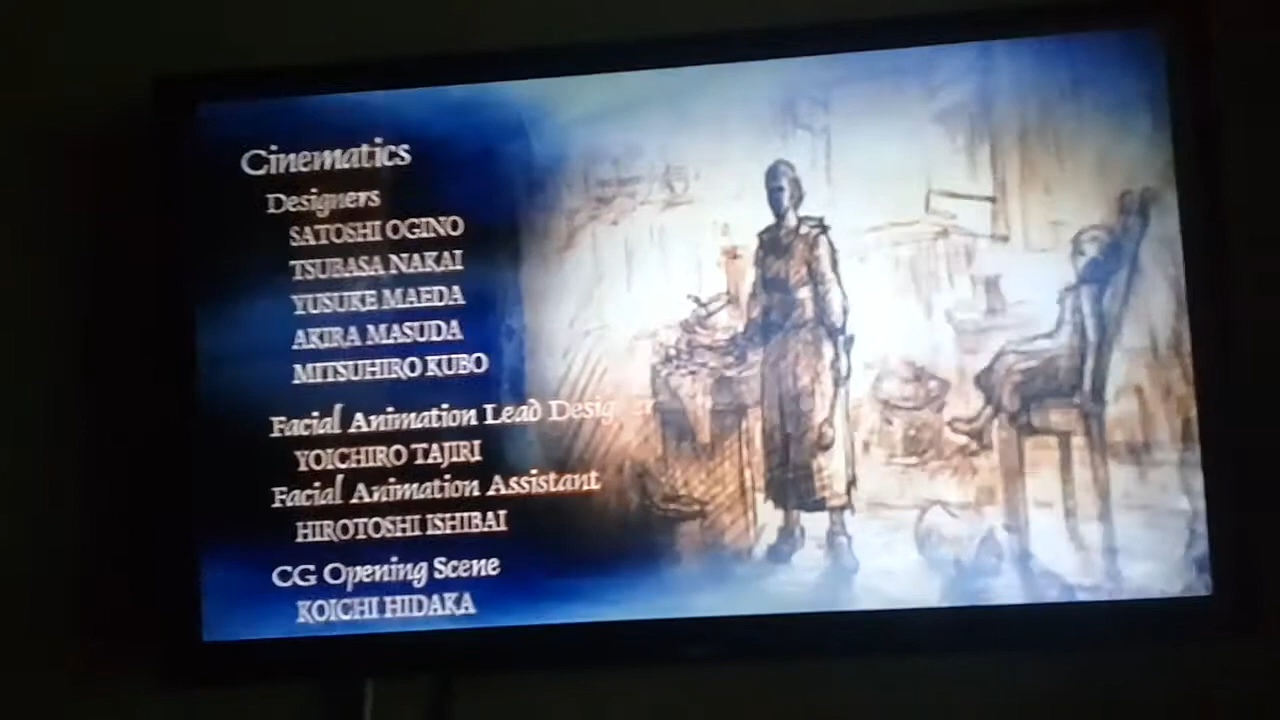 Cinematics
Designers
SATOSHI OGINO
TSUBASA NAKAI
YUSUKE MAEDA
AKIRA MASUDA
MITSUHIRO KUBO
Facial Animation Lead Designer
YOICHIRO TAJIRI
Facial Animation Assistant
HIROTOSHI ISHIBAI
CG Opening Scene
KOICHI HIDAKA